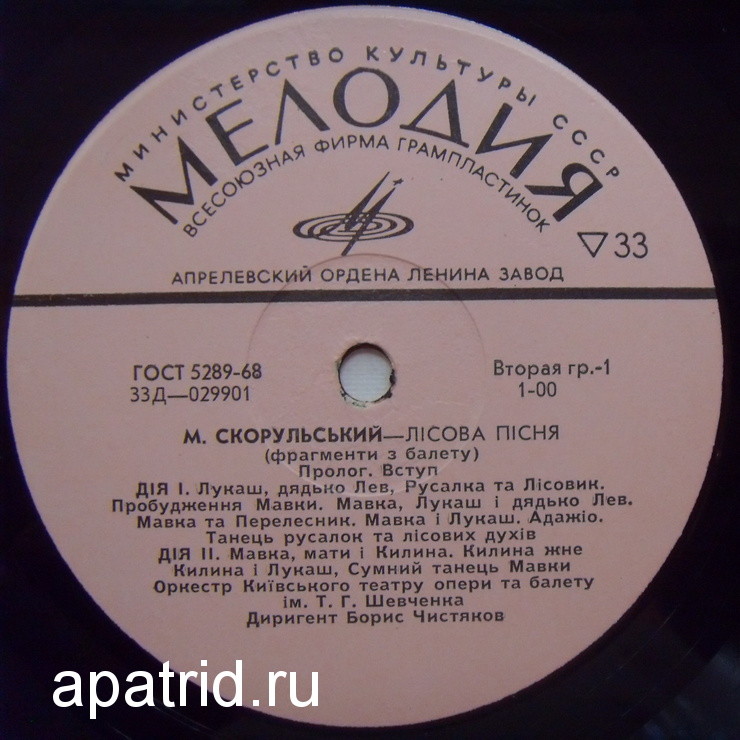 МИНИСТЕРСТВО КУЛЬТУРЫ СССР
МЕЛОДИЯ
ВСЕСОЮЗНАЯ ФИРМА ГРАМПЛАСТИНОК
▽33
АПРЕЛЕВСКИЙ ОРДЕНА ЛЕНИНА ЗАВОД
ГОСТ 5289-68
Вторая гр.-1
33Д—029901
1-00
М. СКОРУЛЬСЬКИЙ—ЛІСОВА ПІСНЯ
(фрагменти з балету)
Пролог. Вступ
ДІЯ І. Лукаш, дядько Лев, Русалка та Лісовик.
Пробудження Мавки. Мавка, Лукаш і дядько Лев.
Мавка та Перелесник. Мавка і Лукаш. Адажіо.
Танець русалок та лісових духів
ДІЯ ІІ. Мавка, мати і Килина. Килина жне
Килина і Лукаш, Сумний танець Мавки
Оркестр Київського театру опери та балету
ім. Т. Г. Шевченка
Диригент Борис Чистяков
apatrid.ru